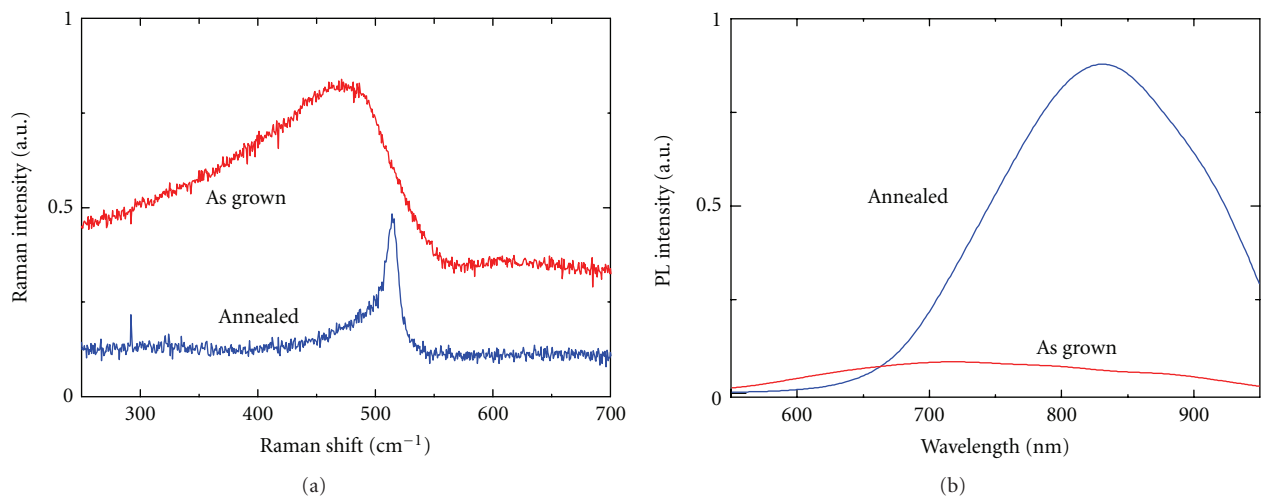 1
0.5
0
Raman intensity (a.u.)
As grown
Annealed
300 400 500 600 700
Raman shift (cm−1)
(a)
1
0.5
0
PL intensity (a.u.)
Annealed
As grown
600 700 800 900
Wavelength (nm)
(b)